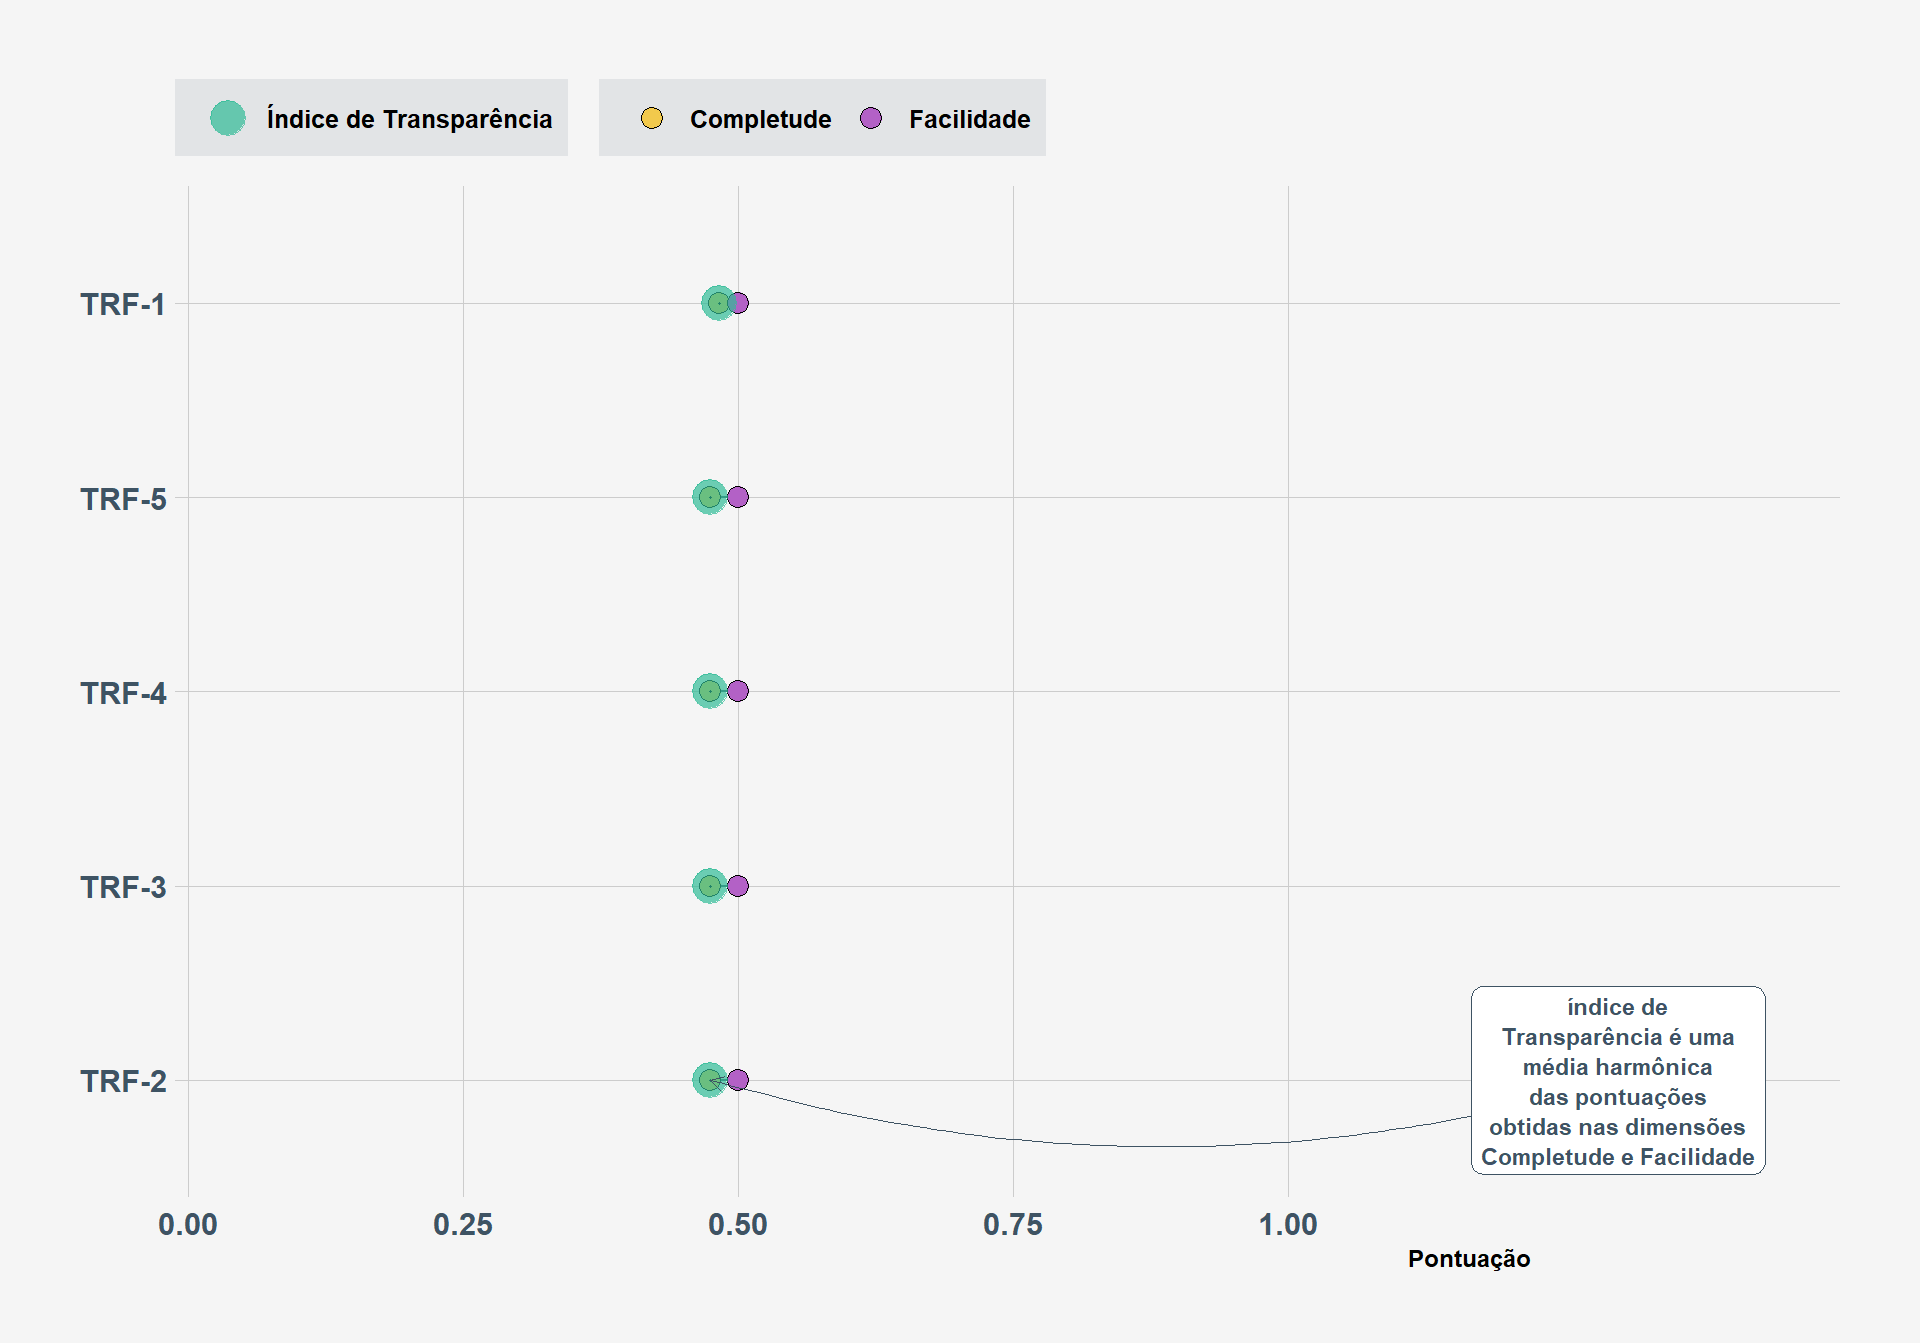 Índice de Transparência
Completude
Facilidade
TRF-1
TRF-5
TRF-4
TRF-3
TRF-2
índice de
Transparência é uma
média harmônica
das pontuações
obtidas nas dimensões
Completude e Facilidade
0.00
0.25
0.50
0.75
1.00
Pontuação